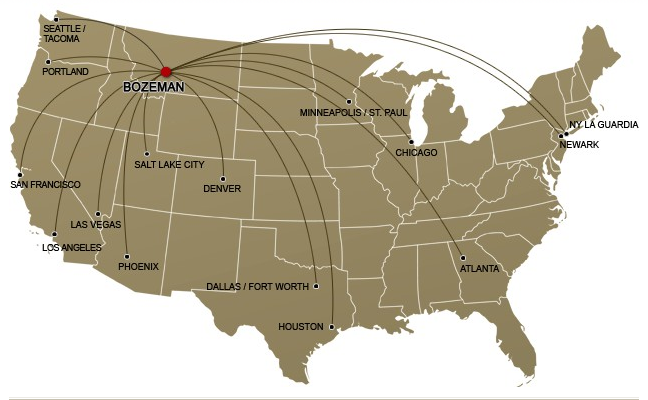 SEATTLE /
TACOMA
PORTLAND
BOZEMAN
MINNEAPOLIS / ST. PAUL
NY LA GUARDIA
NEWARK
CHICAGO
SALT LAKE CITY
DENVER
SAN FRANCISCO
LAS VEGAS
LOS ANGELES
PHOENIX
ATLANTA
DALLAS / FORT WORTH
HOUSTON